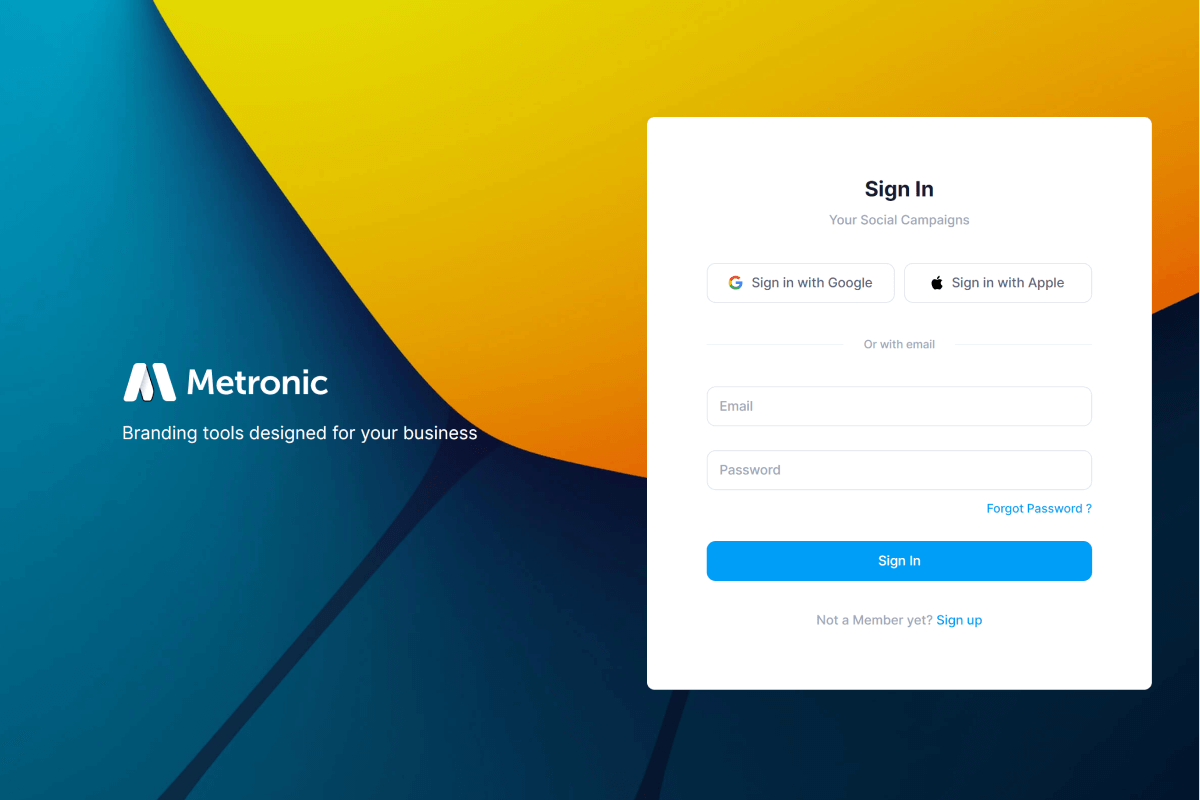 Metronic
Branding tools designed for your business
Sign In
Your Social Campaigns
Sign in with Google
Sign in with Apple
Or with email
Email
Password
Forgot Password ?
Sign In
Not a Member yet? Sign up